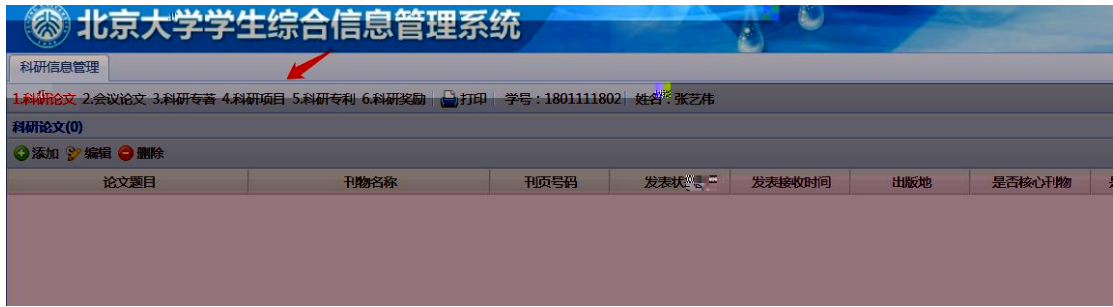 北京大学学生综合信息管理系统
科研信息管理
1.科研论文 2.会议论文 3.科研专著 4.科研项目 5.科研专利 6.科研奖励 打印 学号：1801111802 姓名：张艺伟
科研论文(0)
添加 编辑 删除
论文题目 刊物名称 刊页号码 发表状 发表接收时间 出版地 是否核心刊物